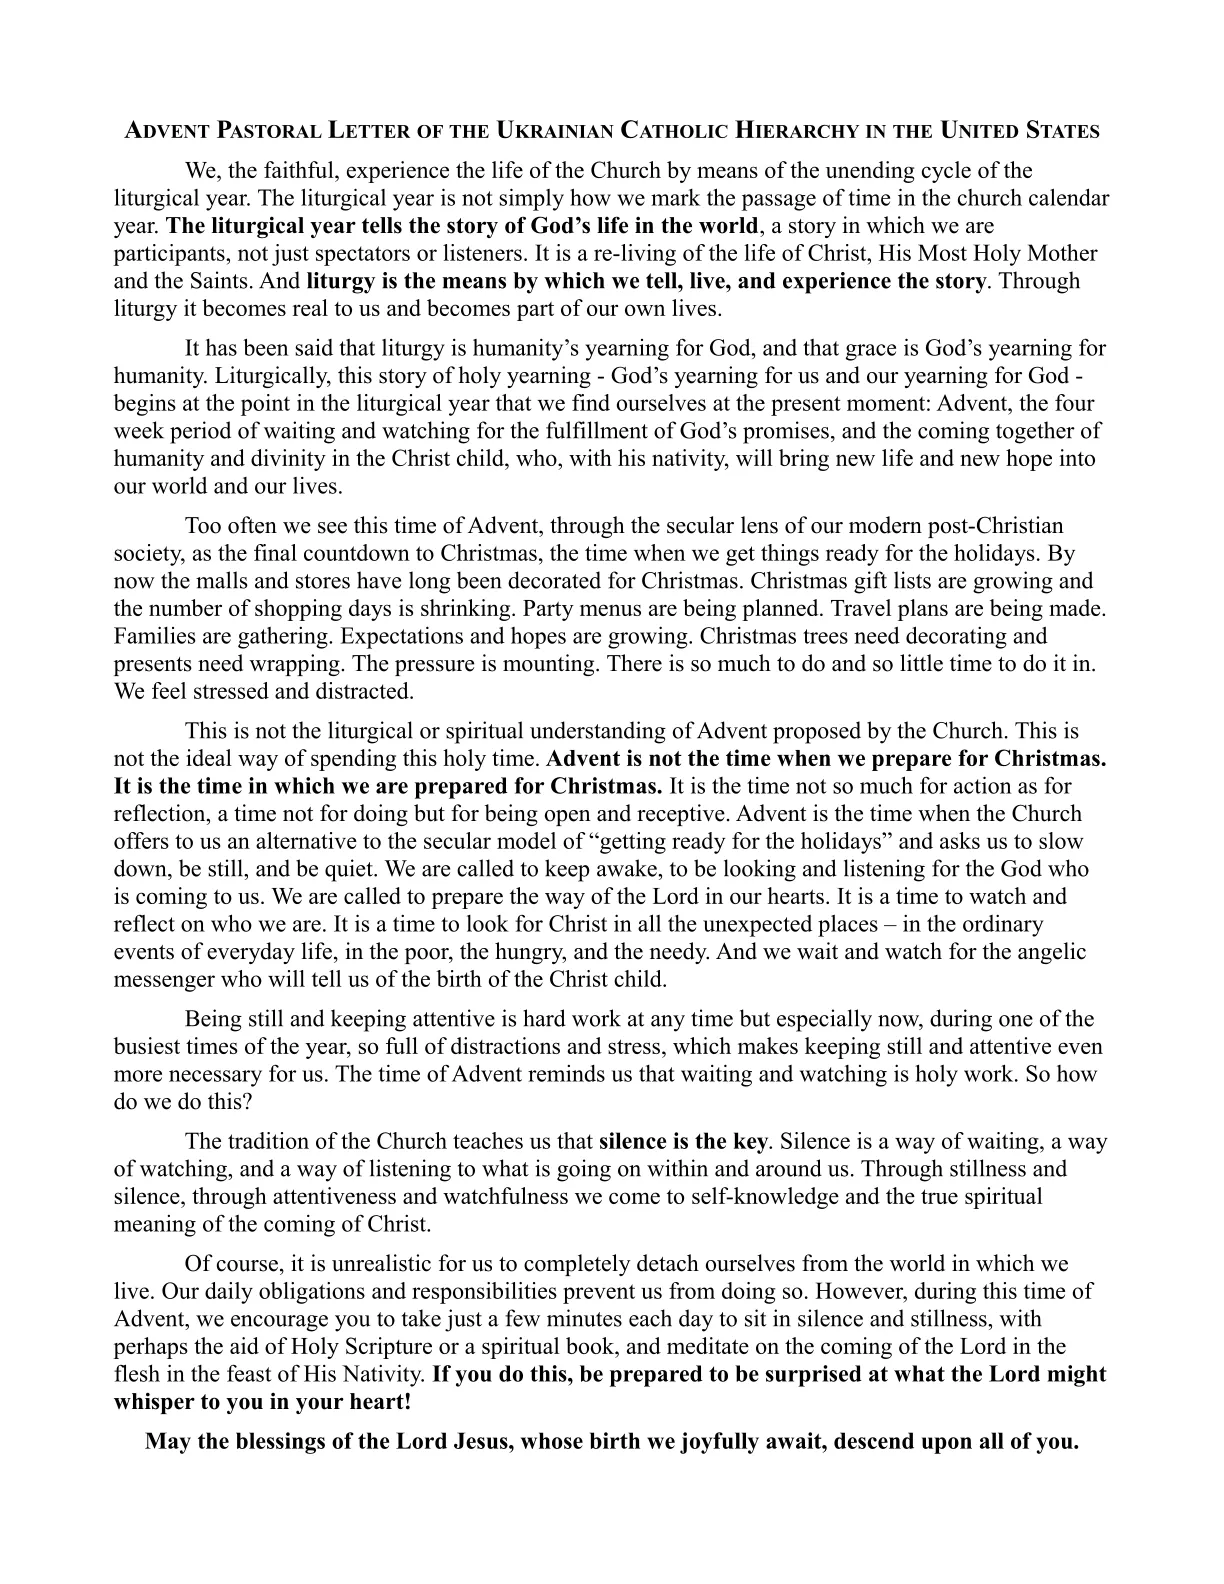 ADVENT PASTORAL LETTER OF THE UKRAINIAN CATHOLIC HIERARCHY IN THE UNITED STATES
We, the faithful, experience the life of the Church by means of the unending cycle of the
liturgical year. The liturgical year is not simply how we mark the passage of time in the church calendar
year. The liturgical year tells the story of God’s life in the world, a story in which we are
participants, not just spectators or listeners. It is a re-living of the life of Christ, His Most Holy Mother
and the Saints. And liturgy is the means by which we tell, live, and experience the story. Through
liturgy it becomes real to us and becomes part of our own lives.
It has been said that liturgy is humanity’s yearning for God, and that grace is God’s yearning for
humanity. Liturgically, this story of holy yearning - God’s yearning for us and our yearning for God -
begins at the point in the liturgical year that we find ourselves at the present moment: Advent, the four
week period of waiting and watching for the fulfillment of God’s promises, and the coming together of
humanity and divinity in the Christ child, who, with his nativity, will bring new life and new hope into
our world and our lives.
Too often we see this time of Advent, through the secular lens of our modern post-Christian
society, as the final countdown to Christmas, the time when we get things ready for the holidays. By
now the malls and stores have long been decorated for Christmas. Christmas gift lists are growing and
the number of shopping days is shrinking. Party menus are being planned. Travel plans are being made.
Families are gathering. Expectations and hopes are growing. Christmas trees need decorating and
presents need wrapping. The pressure is mounting. There is so much to do and so little time to do it in.
We feel stressed and distracted.
This is not the liturgical or spiritual understanding of Advent proposed by the Church. This is
not the ideal way of spending this holy time. Advent is not the time when we prepare for Christmas.
It is the time in which we are prepared for Christmas. It is the time not so much for action as for
reflection, a time not for doing but for being open and receptive. Advent is the time when the Church
offers to us an alternative to the secular model of “getting ready for the holidays” and asks us to slow
down, be still, and be quiet. We are called to keep awake, to be looking and listening for the God who
is coming to us. We are called to prepare the way of the Lord in our hearts. It is a time to watch and
reflect on who we are. It is a time to look for Christ in all the unexpected places – in the ordinary
events of everyday life, in the poor, the hungry, and the needy. And we wait and watch for the angelic
messenger who will tell us of the birth of the Christ child.
Being still and keeping attentive is hard work at any time but especially now, during one of the
busiest times of the year, so full of distractions and stress, which makes keeping still and attentive even
more necessary for us. The time of Advent reminds us that waiting and watching is holy work. So how
do we do this?
The tradition of the Church teaches us that silence is the key. Silence is a way of waiting, a way
of watching, and a way of listening to what is going on within and around us. Through stillness and
silence, through attentiveness and watchfulness we come to self-knowledge and the true spiritual
meaning of the coming of Christ.
Of course, it is unrealistic for us to completely detach ourselves from the world in which we
live. Our daily obligations and responsibilities prevent us from doing so. However, during this time of
Advent, we encourage you to take just a few minutes each day to sit in silence and stillness, with
perhaps the aid of Holy Scripture or a spiritual book, and meditate on the coming of the Lord in the
flesh in the feast of His Nativity. If you do this, be prepared to be surprised at what the Lord might
whisper to you in your heart!
May the blessings of the Lord Jesus, whose birth we joyfully await, descend upon all of you.